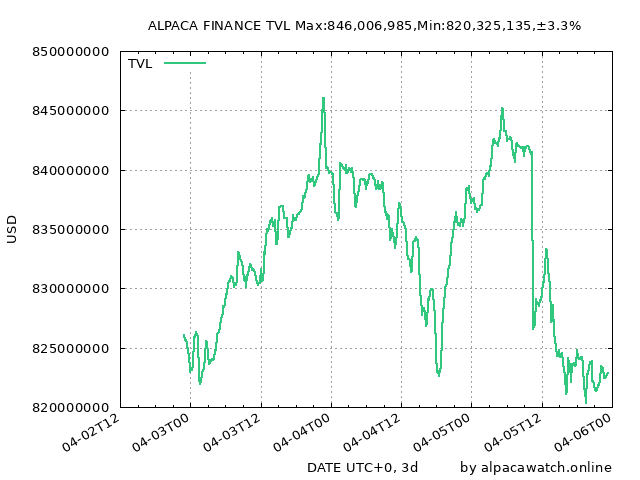 ALPACA FINANCE TVL Max:846,006,985,Min:820,325,135,±3.3%
TVL
850000000
845000000
840000000
835000000
830000000
825000000
820000000
USD
04-02T12
04-03T00
04-03T12
04-04T00
04-04T12
04-05T00
04-05T12
04-06T00
DATE UTC+0, 3d
by alpacawatch.online